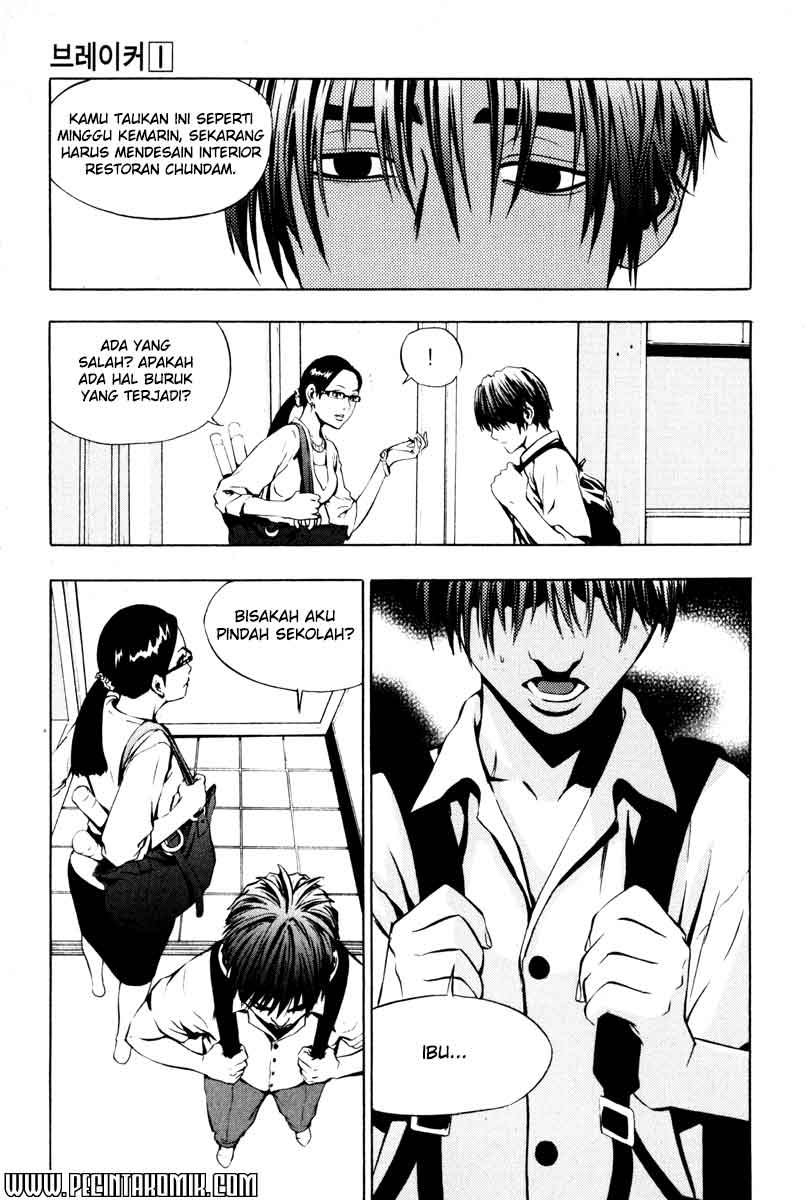 브레이커 I
KAMU TAUKAN INI SEPERTI
MINGGU KEMARIN, SEKARANG
HARUS MENDESAIN INTERIOR
RESTORAN CHUNDAM.
ADA YANG
SALAH? APAKAH
ADA HAL BURUK
YANG TERJADI?
!
BISAKAH AKU
PINDAH SEKOLAH?
IBU...
WWW.PECINTAKOMIK.COM